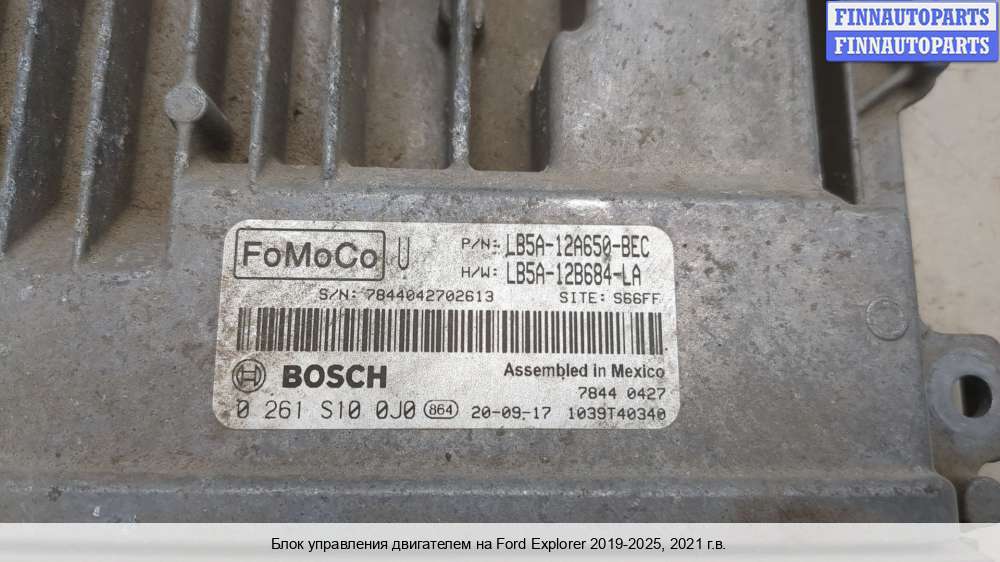 FINNAUTOPARTS
FINNAUTOPARTS
FoMoCo U P/N: LB5A-12A650-BEC
H/W: LB5A-12B684-LA
S/N: 7844042702613 SITE: S66FF
BOSCH Assembled in Mexico
7844 0427
0 261 S10 0J0 864 20-09-17 1039T40340
Блок управления двигателем на Ford Explorer 2019-2025, 2021 г.в.